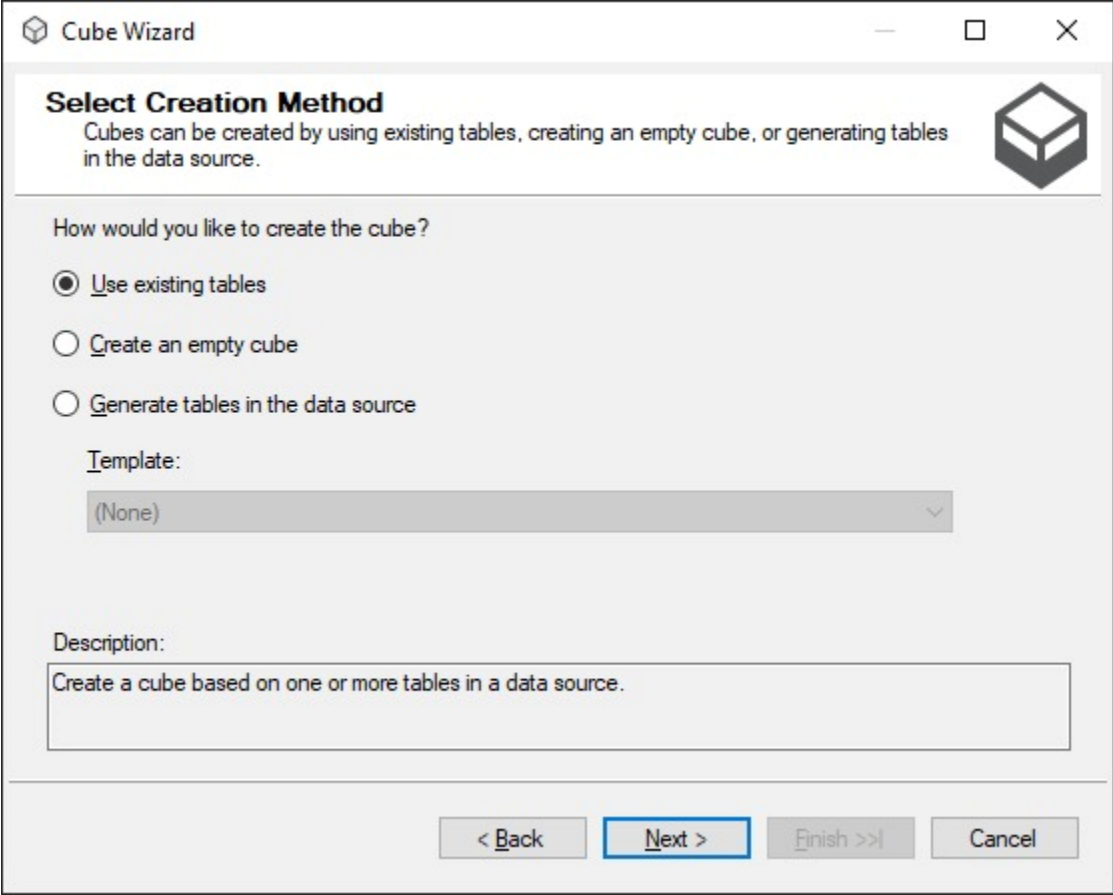 Cube Wizard
Select Creation Method
Cubes can be created by using existing tables, creating an empty cube, or generating tables
in the data source.
How would you like to create the cube?
Use existing tables
Create an empty cube
Generate tables in the data source
Template:
(None)
Description:
Create a cube based on one or more tables in a data source.
< Back
Next >
Finish >>|
Cancel